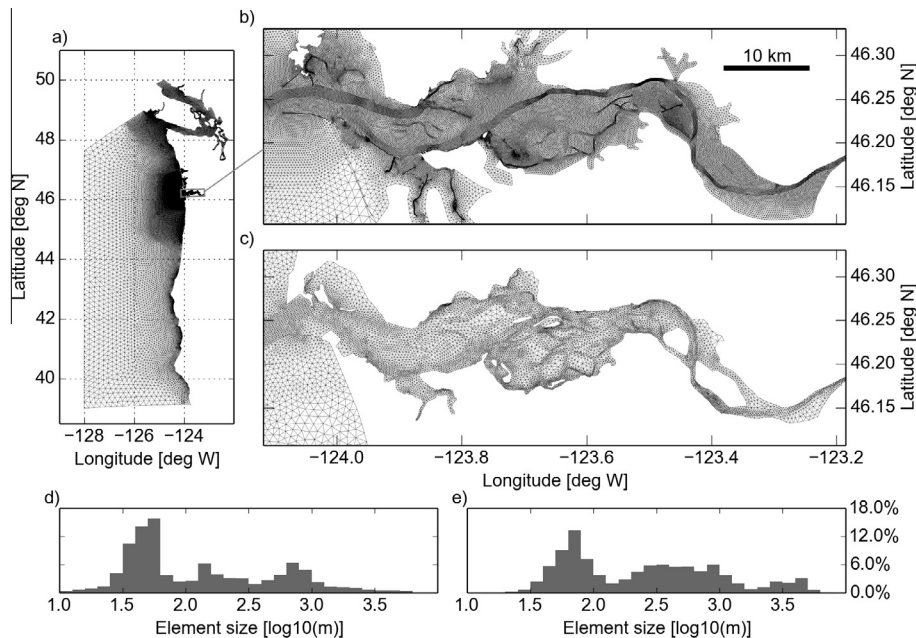 a)
Latitude [deg N]
50
48
46
44
42
40
−128
−126
−124
Longitude [deg W]
b)
10 km
46.30
46.25
46.20
46.15
Latitude [deg N]
c)
46.30
46.25
46.20
46.15
Latitude [deg N]
−124.0
−123.8
−123.6
−123.4
−123.2
Longitude [deg W]
d)
1.0
1.5
2.0
2.5
3.0
3.5
Element size [log10(m)]
e)
18.0%
12.0%
6.0%
0.0%
1.0
1.5
2.0
2.5
3.0
3.5
Element size [log10(m)]